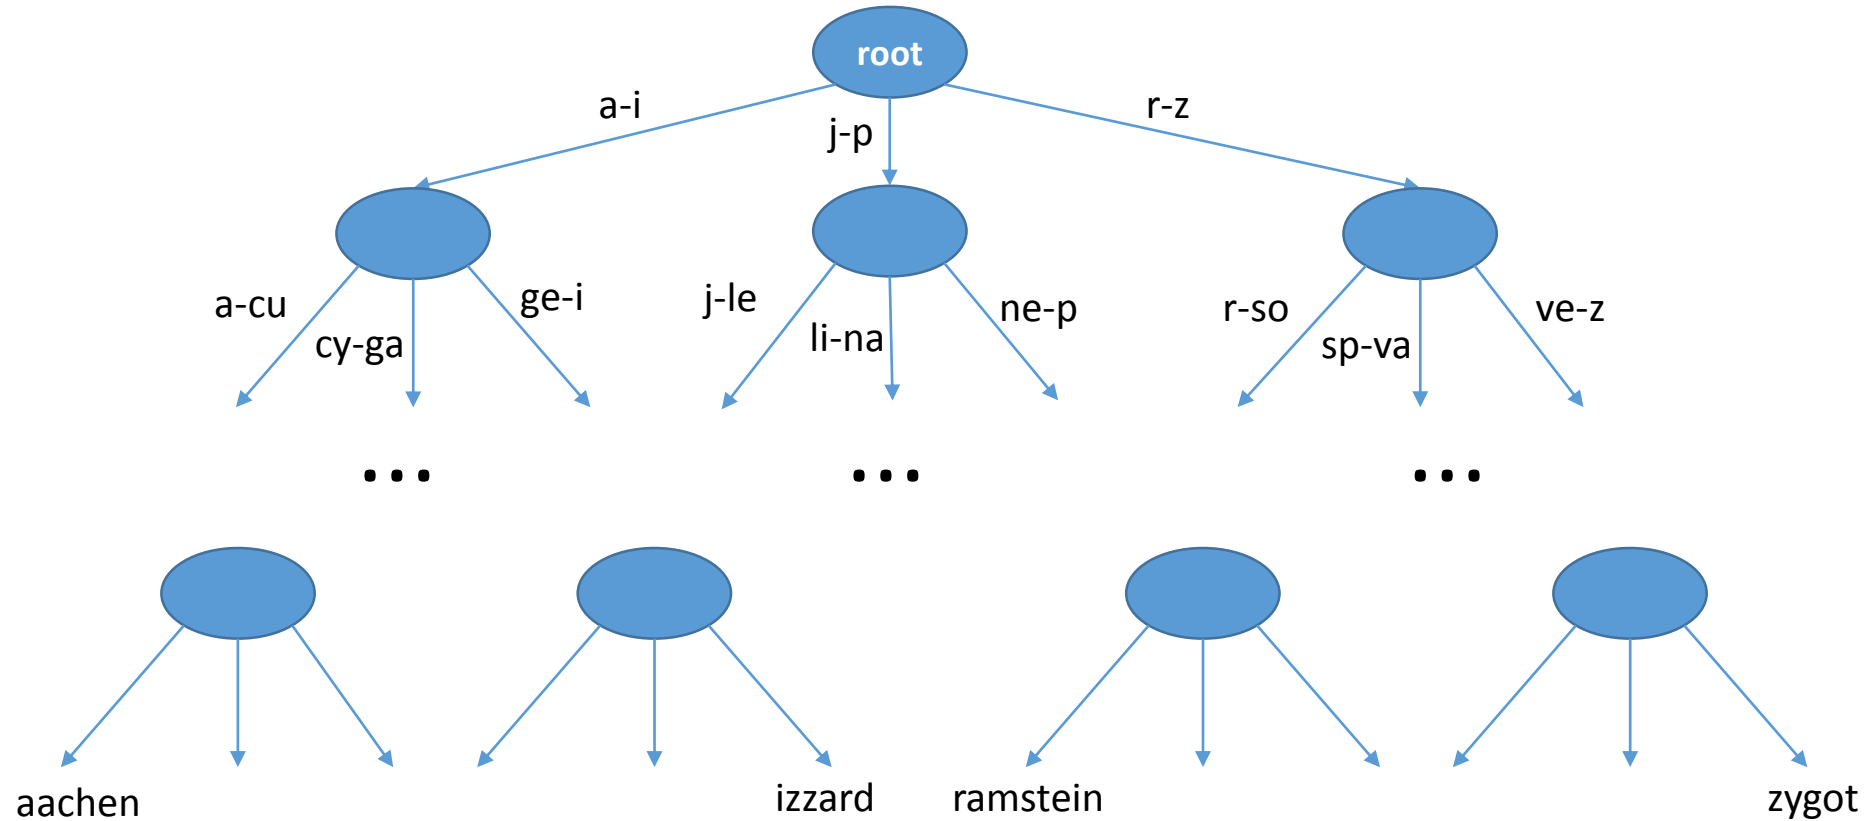 root
a-i
j-p
r-z
a-cu
cy-ga
ge-i
j-le
li-na
ne-p
r-so
sp-va
ve-z
...
...
...
aachen
izzard
ramstein
zygot